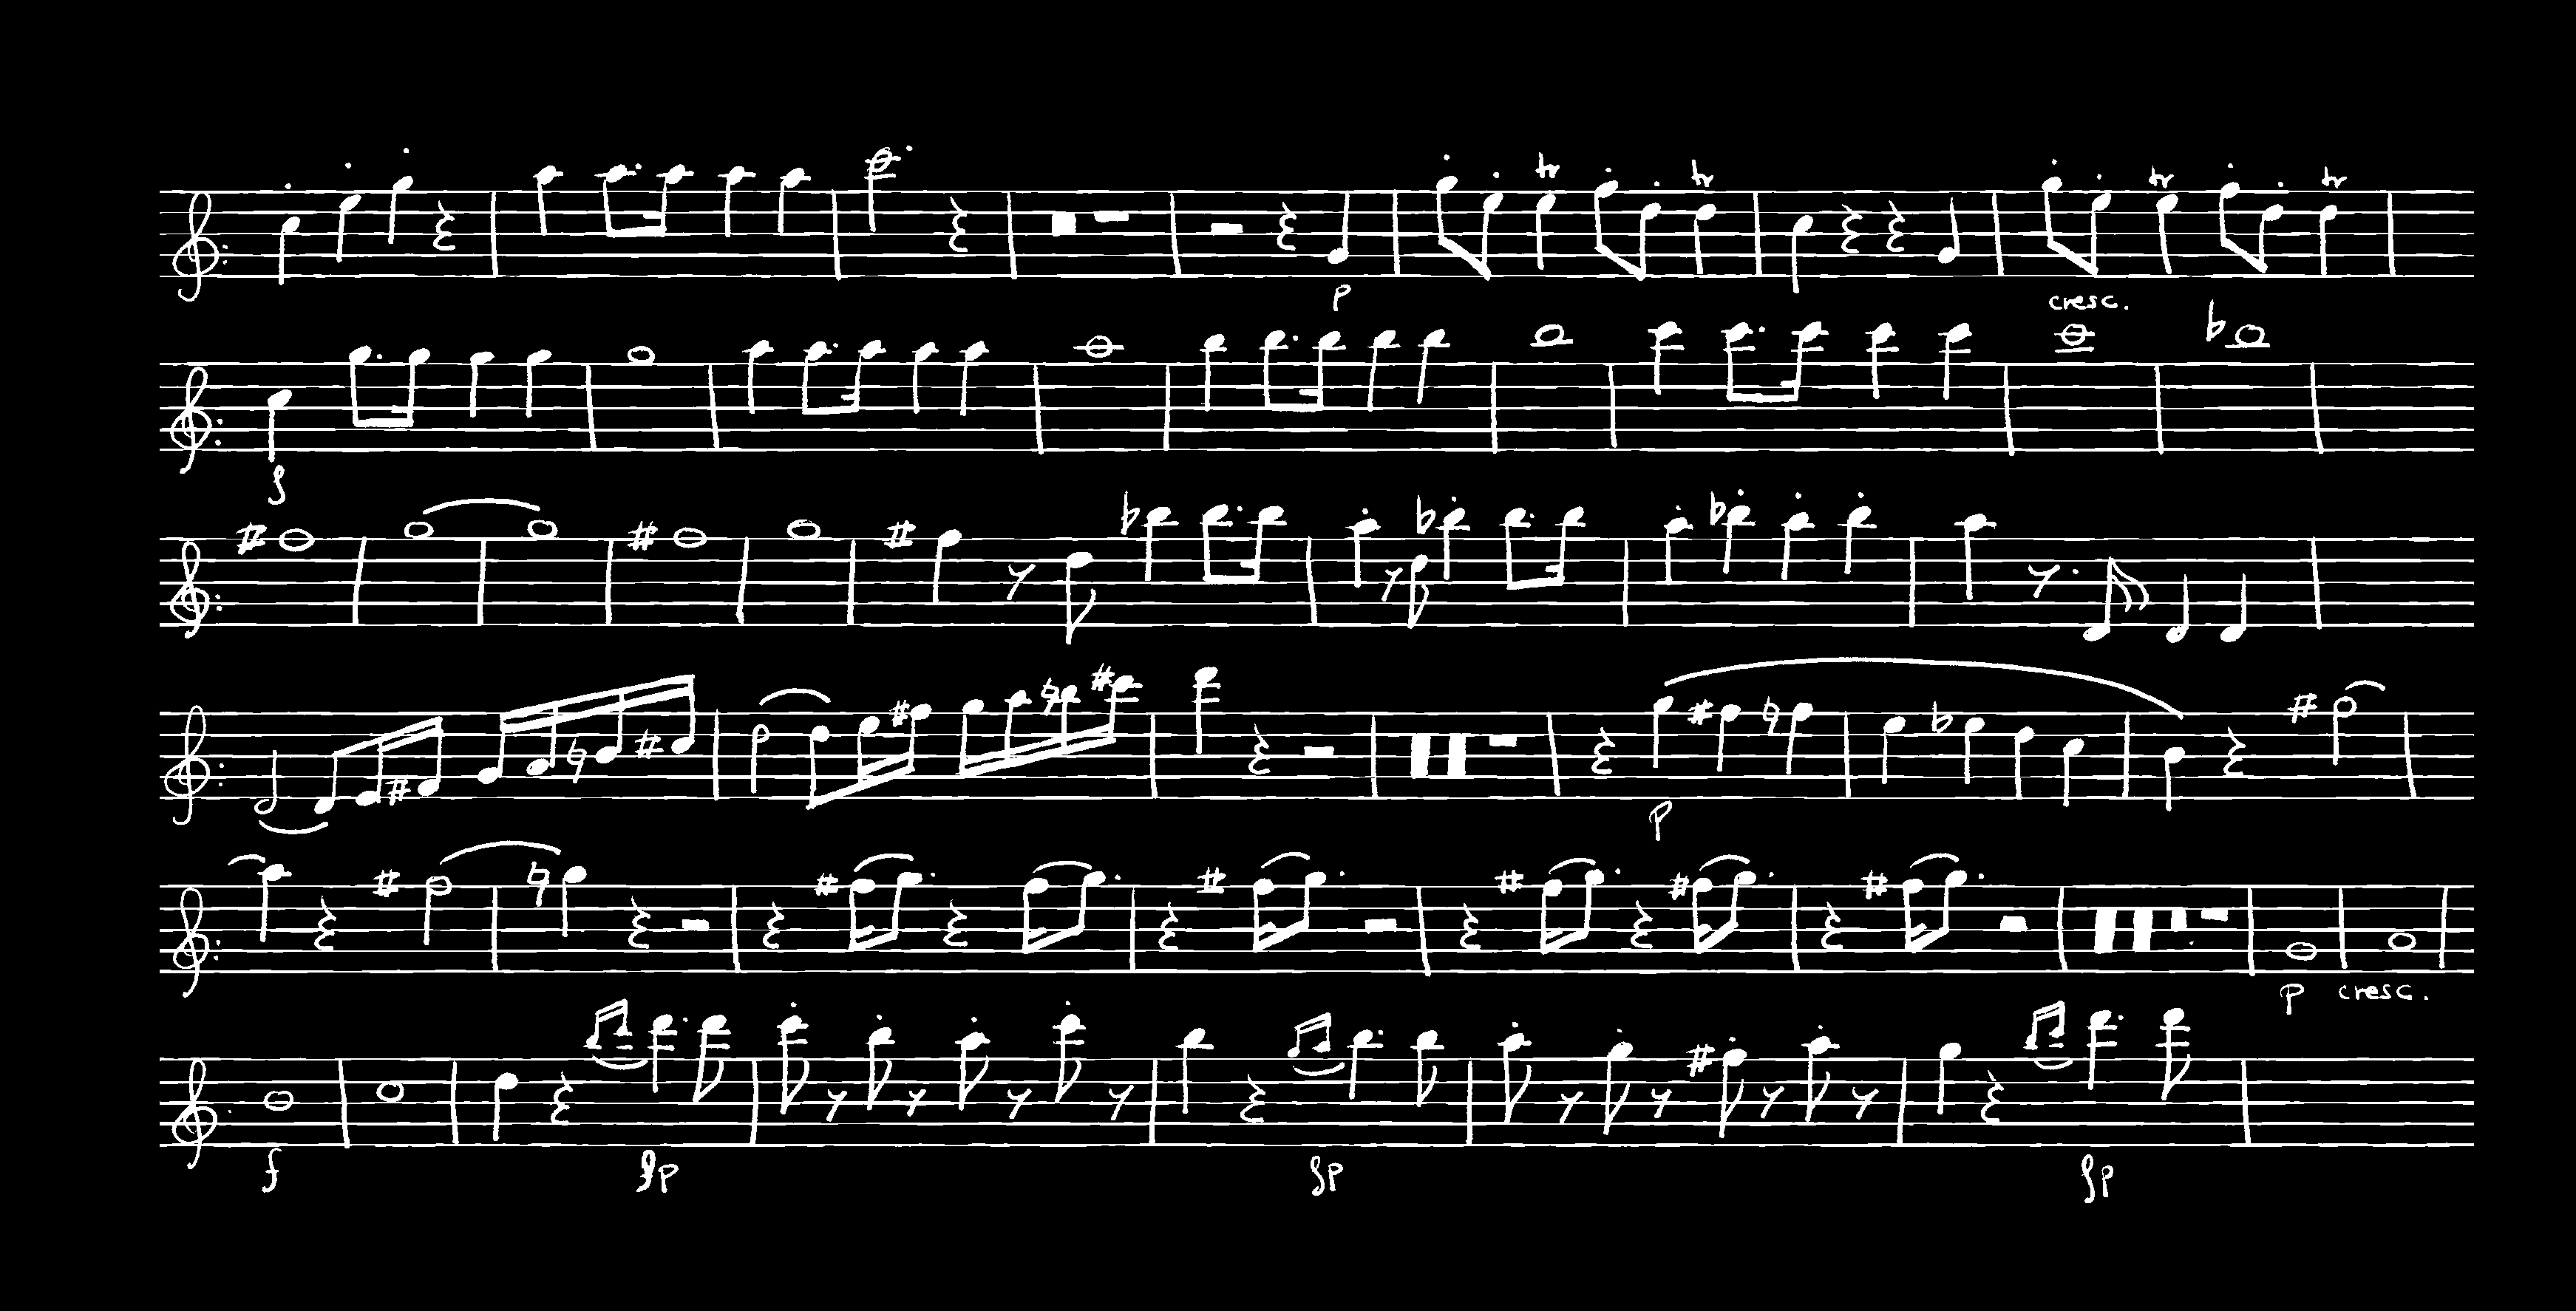 tr tr tr tr
p cresc.
f
p
p cresc.
f fp fp fp